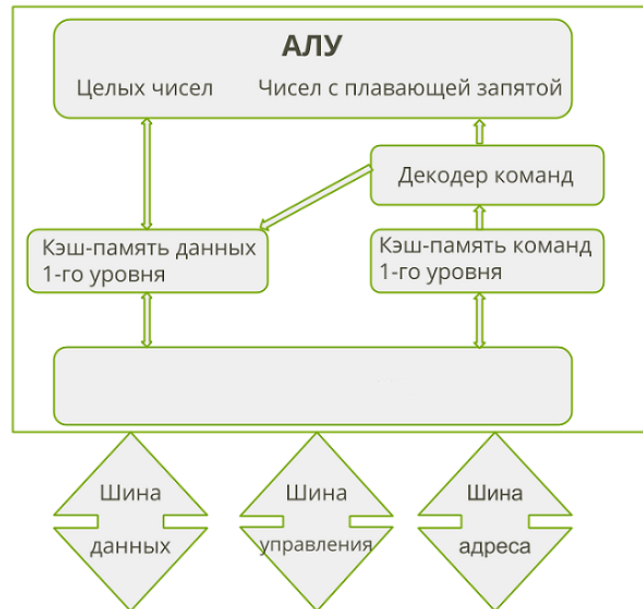 АЛУ
Целых чисел
Чисел с плавающей запятой
Декодер команд
Кэш-память данных
1-го уровня
Кэш-память команд
1-го уровня
Шина
данных
Шина
управления
Шина
адреса